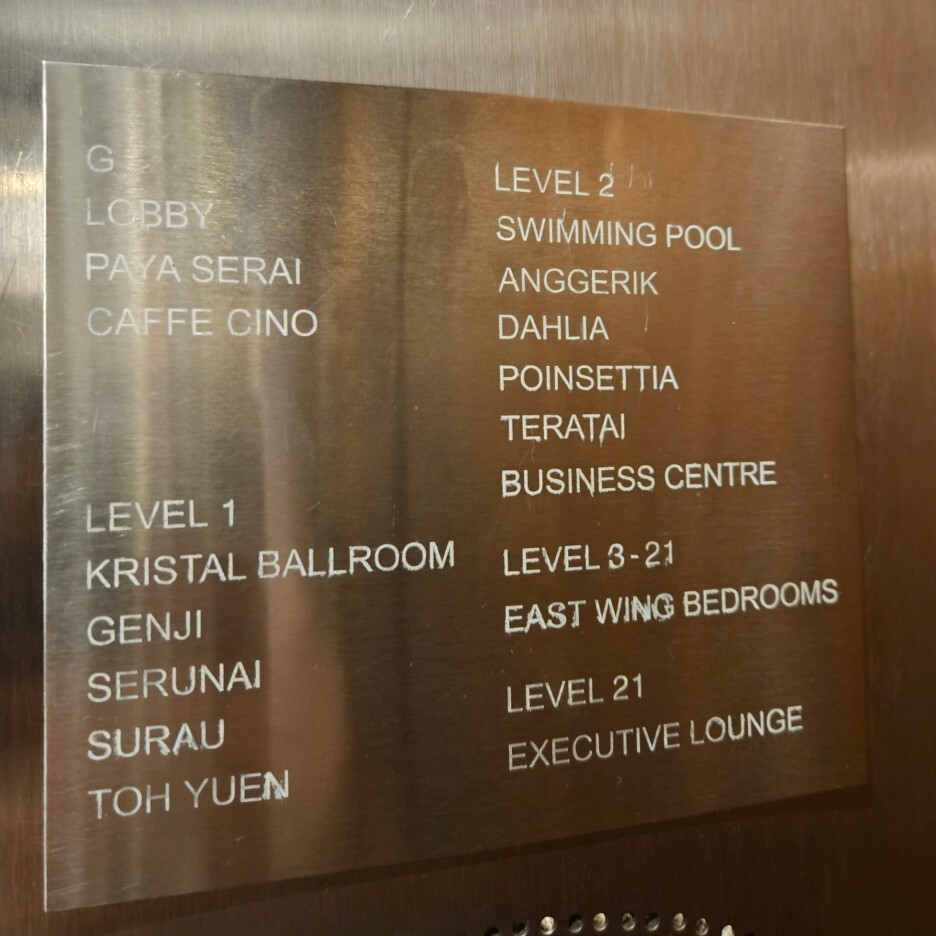 G
LOBBY
PAYA SERAI
CAFFE CINO
LEVEL 1
KRISTAL BALLROOM
GENJI
SERUNAI
SURAU
TOH YUEN
LEVEL 2
SWIMMING POOL
ANGGERIK
DAHLIA
POINSETTIA
TERATAI
BUSINESS CENTRE
LEVEL 3-21
EAST WING BEDROOMS
LEVEL 21
EXECUTIVE LOUNGE